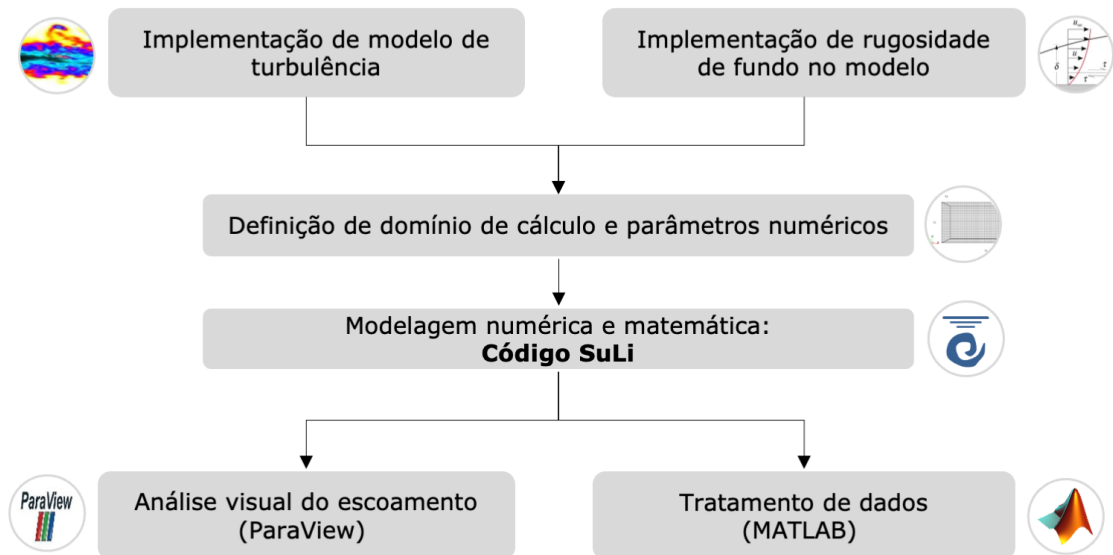 Implementação de modelo de
turbulência
Implementação de rugosidade
de fundo no modelo
u
δ
τ
τ
Definição de domínio de cálculo e parâmetros numéricos
Modelagem numérica e matemática:
Código SuLi
ParaView
Análise visual do escoamento
(ParaView)
Tratamento de dados
(MATLAB)